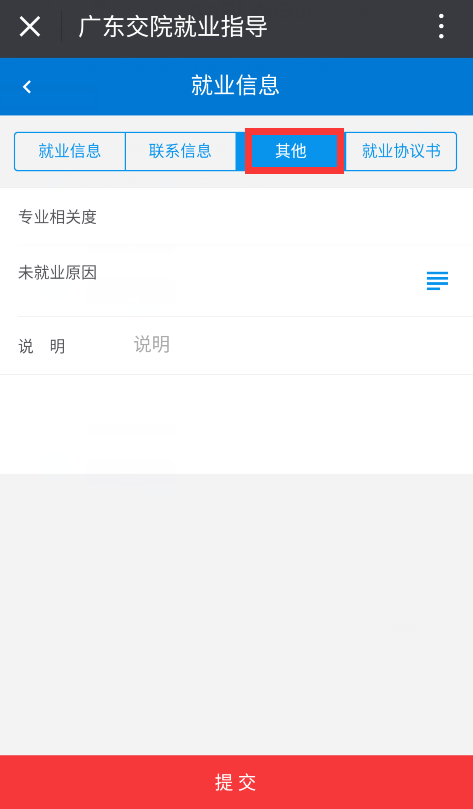 广东交院就业指导
就业信息
就业信息 联系信息 其他 就业协议书
专业相关度
未就业原因
说 明 说明
提 交